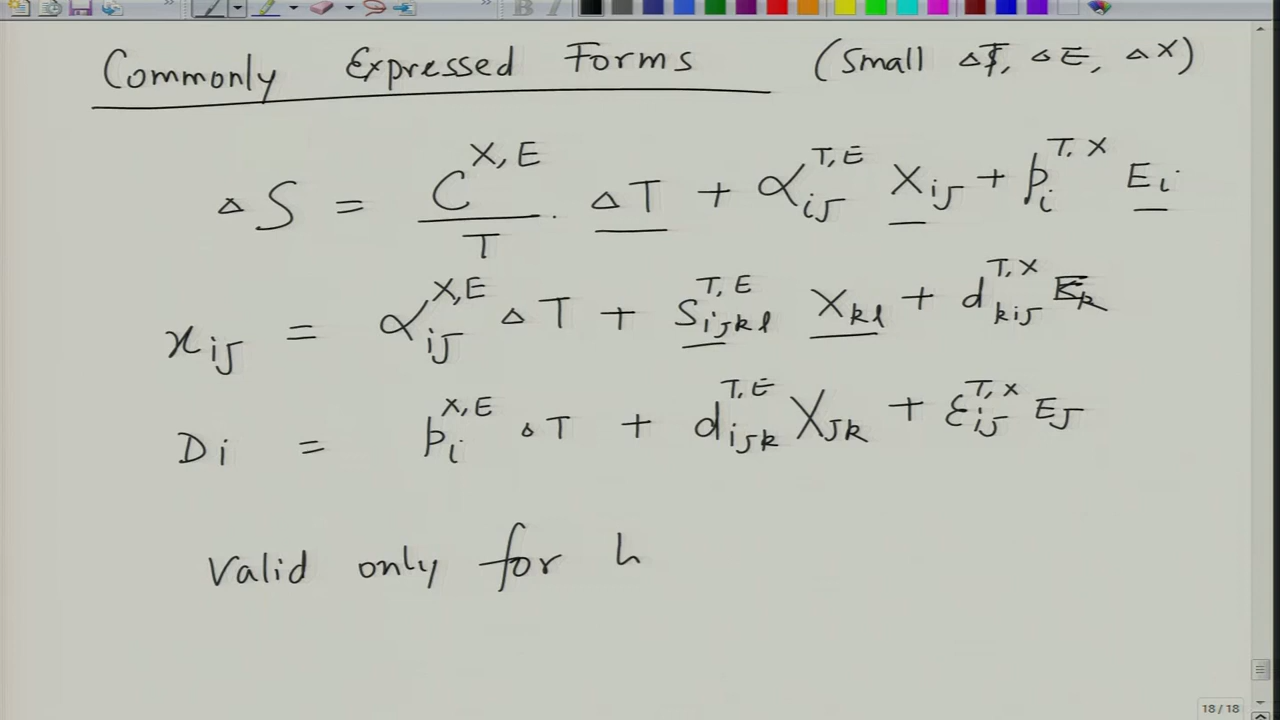 Commonly Expressed Forms (Small ΔT, ΔE, ΔX)
ΔS = C^{X,E}/T · ΔT + α_{ij}^{T,E} X_{ij} + p_i^{T,X} E_i
x_{ij} = α_{ij}^{X,E} ΔT + s_{ijkl}^{T,E} X_{kl} + d_{kij}^{T,X} E_k
D_i = p_i^{X,E} ΔT + d_{ijk}^{T,E} X_{jk} + ε_{ij}^{T,X} E_j
Valid only for h
18 / 18